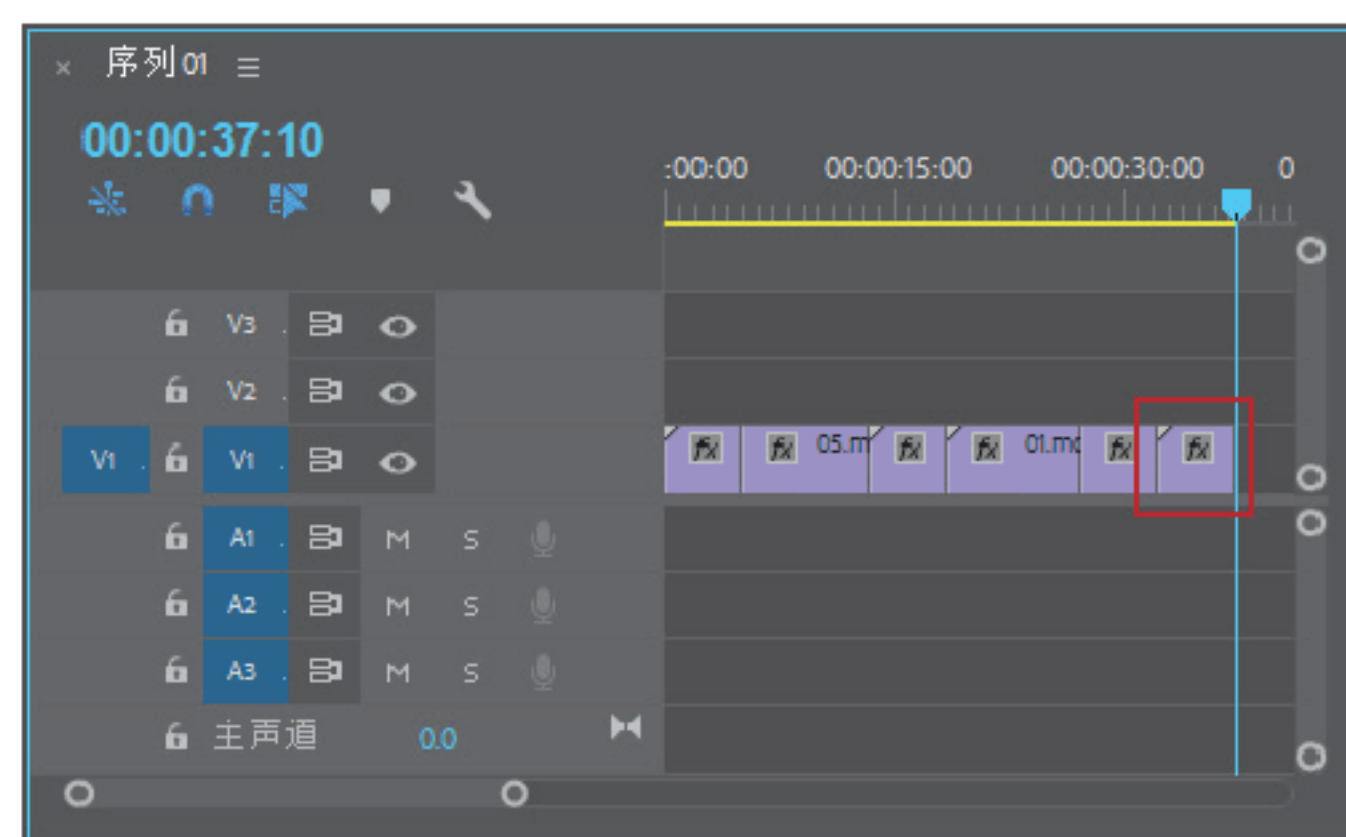 × 序列 01 ≡
00:00:37:10
:00:00 00:00:15:00 00:00:30:00 0
V3 .
V2 .
V1 . V1 . fx fx 05.m fx fx 01.mo fx fx
A1 . M S
A2 . M S
A3 . M S
主声道 0.0